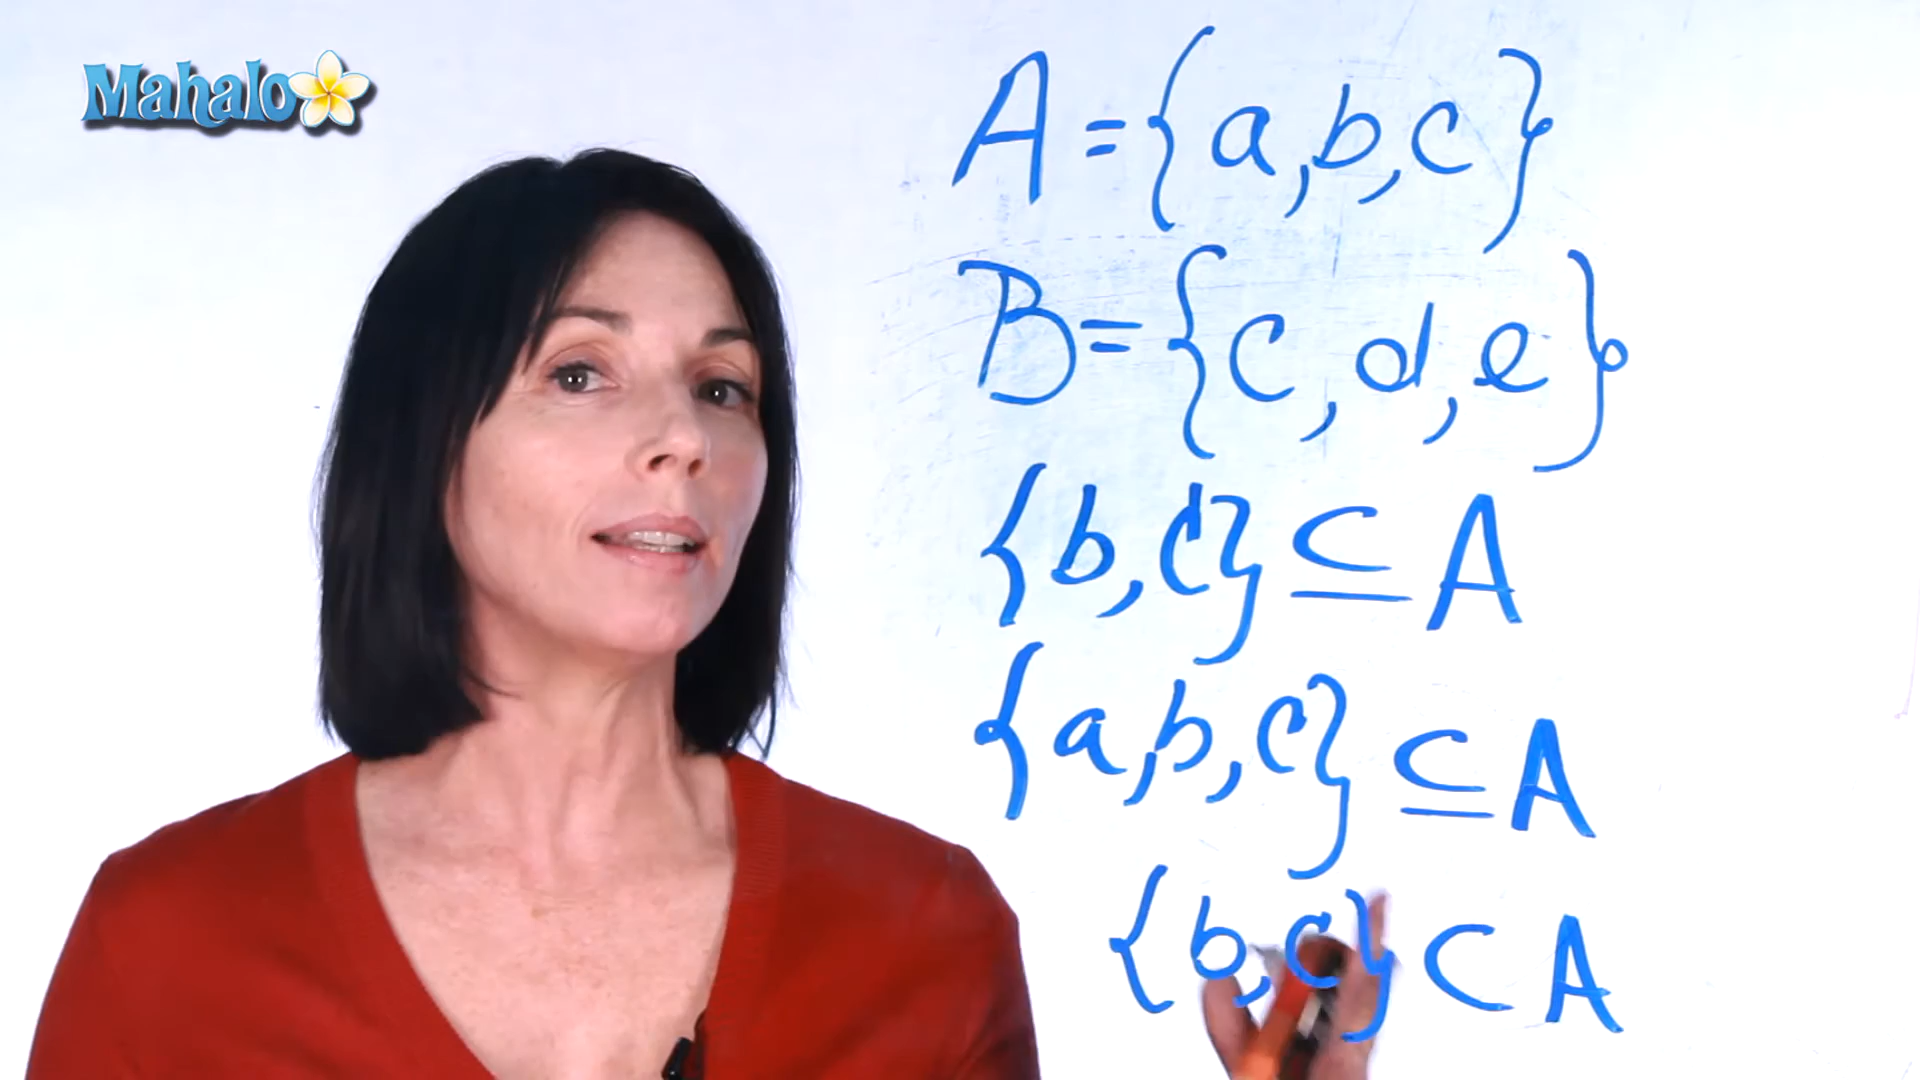 Mahalo
A={a,b,c}
B={c,d,e}
{b,c}⊆A
{a,b,c}⊆A
{b,c}⊂A